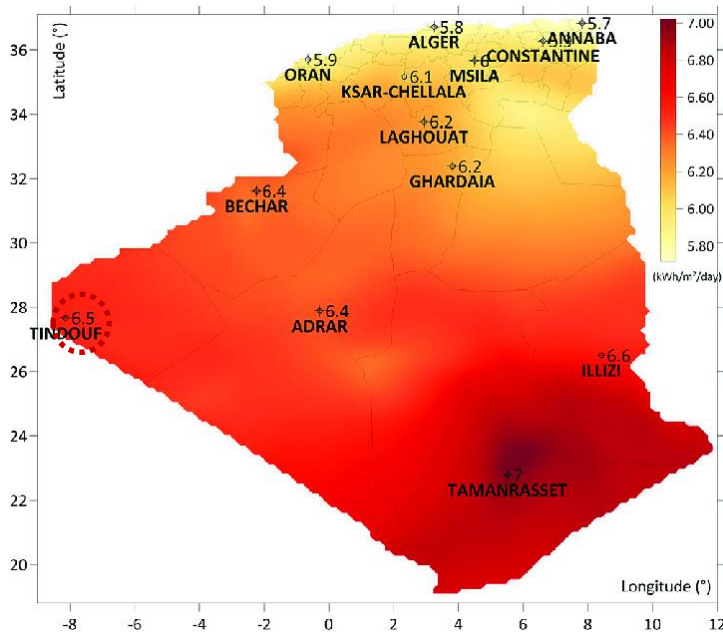 Latitude (°)
36
34
32
30
28
26
24
22
20
5.8
ALGER
5.7
ANNABA
CONSTANTINE
5.9
ORAN
6
MSILA
6.1
KSAR-CHELLALA
6.2
LAGHOUAT
6.2
GHARDAIA
6.4
BECHAR
6.5
TINDOUF
6.4
ADRAR
6.6
ILLIZI
7
TAMANRASSET
7.00
6.80
6.60
6.40
6.20
6.00
5.80
(kWh/m²/day)
Longitude (°)
-8 -6 -4 -2 0 2 4 6 8 10 12